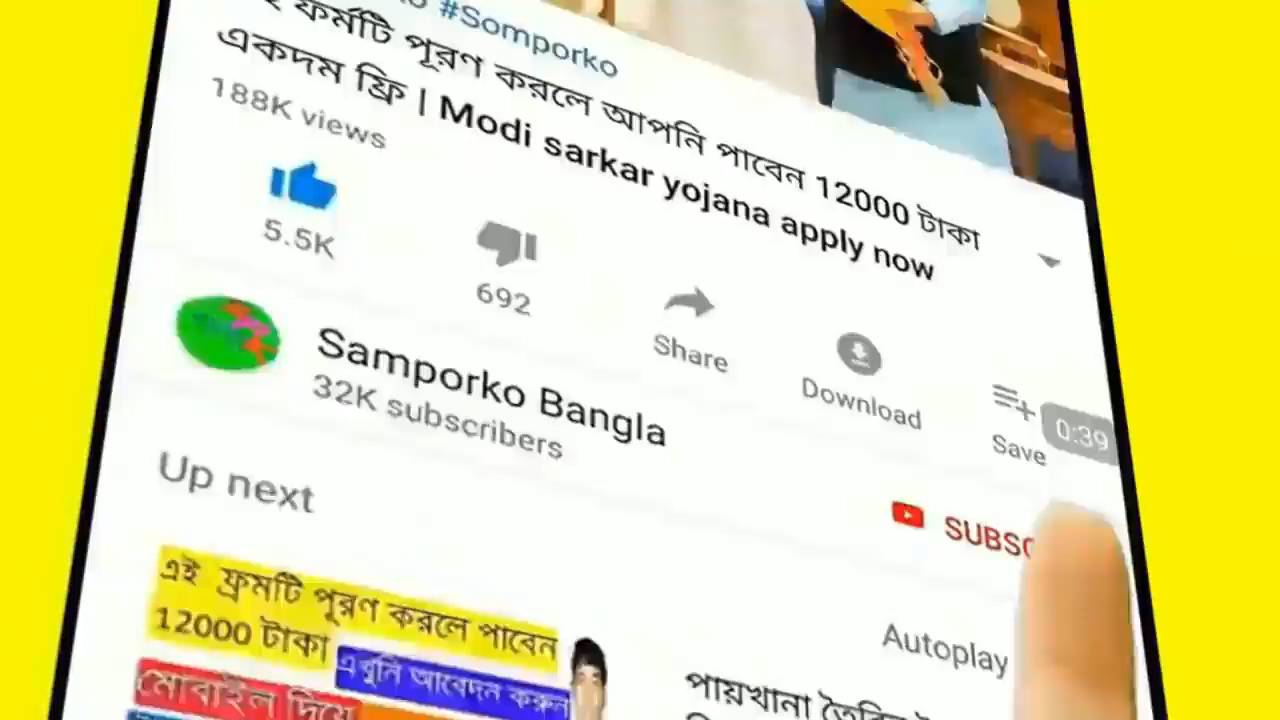 #Somporko
ফর্মটি পূরণ করলে আপনি পাবেন 12000 টাকা
একদম ফ্রি | Modi sarkar yojana apply now
188K views
5.5K
692
Share
Download
Save
0:39
Samporko Bangla
32K subscribers
SUBSC
Up next
Autoplay
এই ফ্রমটি পূরণ করলে পাবেন
12000 টাকা
এখুনি আবেদন করুন
মোবাইল দিয়ে
পায়খানা তৈরির